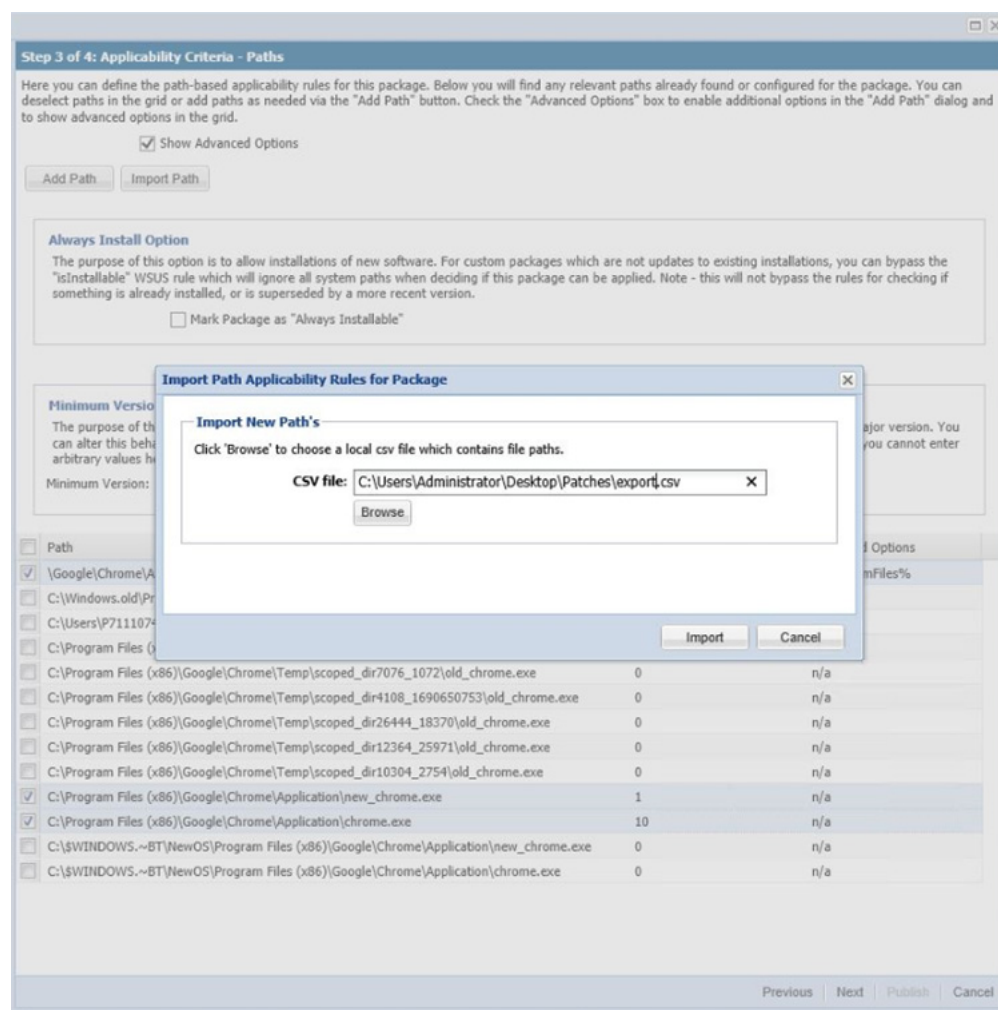 Step 3 of 4: Applicability Criteria - Paths
Here you can define the path-based applicability rules for this package. Below you will find any relevant paths already found or configured for the package. You can
deselect paths in the grid or add paths as needed via the "Add Path" button. Check the "Advanced Options" box to enable additional options in the "Add Path" dialog and
to show advanced options in the grid.
Show Advanced Options
Add Path Import Path
Always Install Option
The purpose of this option is to allow installations of new software. For custom packages which are not updates to existing installations, you can bypass the
"isInstallable" WSUS rule which will ignore all system paths when deciding if this package can be applied. Note - this will not bypass the rules for checking if
something is already installed, or is superseded by a more recent version.
Mark Package as "Always Installable"
Import Path Applicability Rules for Package
Import New Path's
Click 'Browse' to choose a local csv file which contains file paths.
CSV file: C:\Users\Administrator\Desktop\Patches\export.csv
Browse
Import Cancel
Minimum Versio
The purpose of th ajor version. You
can alter this beha you cannot enter
arbitrary values he
Minimum Version:
Path d Options
\Google\Chrome\A mFiles%
C:\Windows.old\Pr
C:\Users\P7111074
C:\Program Files (x
C:\Program Files (x86)\Google\Chrome\Temp\scoped_dir7076_1072\old_chrome.exe 0 n/a
C:\Program Files (x86)\Google\Chrome\Temp\scoped_dir4108_1690650753\old_chrome.exe 0 n/a
C:\Program Files (x86)\Google\Chrome\Temp\scoped_dir26444_18370\old_chrome.exe 0 n/a
C:\Program Files (x86)\Google\Chrome\Temp\scoped_dir12364_25971\old_chrome.exe 0 n/a
C:\Program Files (x86)\Google\Chrome\Temp\scoped_dir10304_2754\old_chrome.exe 0 n/a
C:\Program Files (x86)\Google\Chrome\Application\new_chrome.exe 1 n/a
C:\Program Files (x86)\Google\Chrome\Application\chrome.exe 10 n/a
C:\$WINDOWS.~BT\NewOS\Program Files (x86)\Google\Chrome\Application\new_chrome.exe 0 n/a
C:\$WINDOWS.~BT\NewOS\Program Files (x86)\Google\Chrome\Application\chrome.exe 0 n/a
Previous Next Publish Cancel